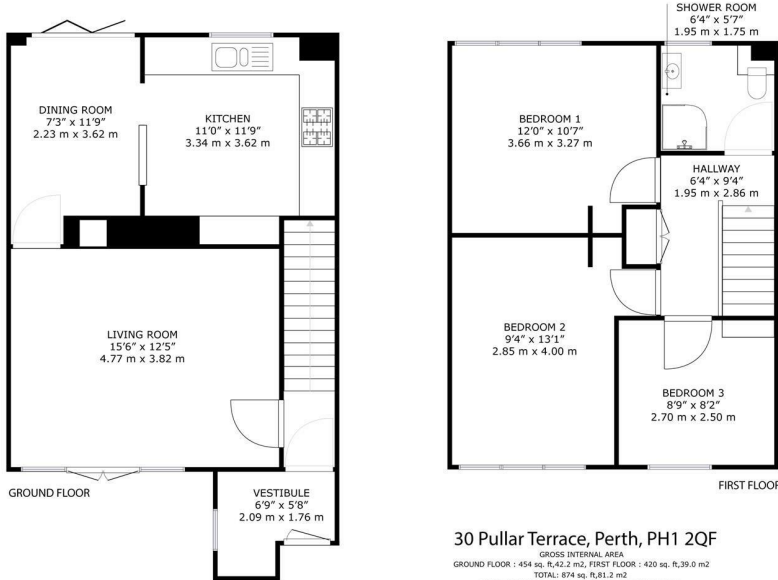 DINING ROOM
7'3" x 11'9"
2.23 m x 3.62 m
KITCHEN
11'0" x 11'9"
3.34 m x 3.62 m
LIVING ROOM
15'6" x 12'5"
4.77 m x 3.82 m
GROUND FLOOR
VESTIBULE
6'9" x 5'8"
2.09 m x 1.76 m
SHOWER ROOM
6'4" x 5'7"
1.95 m x 1.75 m
BEDROOM 1
12'0" x 10'7"
3.66 m x 3.27 m
HALLWAY
6'4" x 9'4"
1.95 m x 2.86 m
BEDROOM 2
9'4" x 13'1"
2.85 m x 4.00 m
BEDROOM 3
8'9" x 8'2"
2.70 m x 2.50 m
FIRST FLOOR
30 Pullar Terrace, Perth, PH1 2QF
GROSS INTERNAL AREA
GROUND FLOOR : 454 sq. ft,42.2 m2, FIRST FLOOR : 420 sq. ft,39.0 m2
TOTAL: 874 sq. ft,81.2 m2